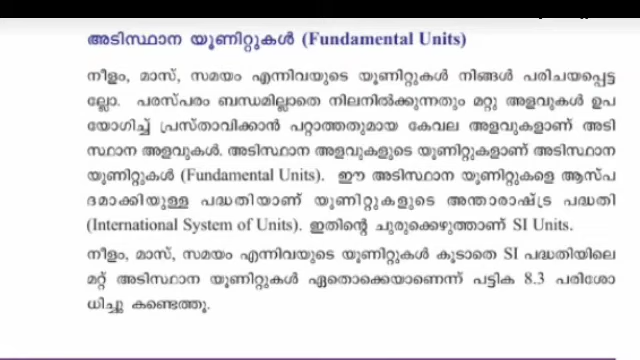 അടിസ്ഥാന യൂണിറ്റുകൾ (Fundamental Units)
നീളം, മാസ്, സമയം എന്നിവയുടെ യൂണിറ്റുകൾ നിങ്ങൾ പരിചയപ്പെട്ട
ല്ലോ. പരസ്പരം ബന്ധമില്ലാതെ നിലനിൽക്കുന്നതും മറ്റു അളവുകൾ ഉപ
യോഗിച്ച് പ്രസ്താവിക്കാൻ പറ്റാത്തതുമായ കേവല അളവുകളാണ് അടി
സ്ഥാന അളവുകൾ. അടിസ്ഥാന അളവുകളുടെ യൂണിറ്റുകളാണ് അടിസ്ഥാന
യൂണിറ്റുകൾ (Fundamental Units). ഈ അടിസ്ഥാന യൂണിറ്റുകളെ ആസ്പ
ദമാക്കിയുള്ള പദ്ധതിയാണ് യൂണിറ്റുകളുടെ അന്താരാഷ്ട്ര പദ്ധതി
(International System of Units). ഇതിന്റെ ചുരുക്കെഴുത്താണ് SI Units.
നീളം, മാസ്, സമയം എന്നിവയുടെ യൂണിറ്റുകൾ കൂടാതെ SI പദ്ധതിയിലെ
മറ്റ് അടിസ്ഥാന യൂണിറ്റുകൾ ഏതൊക്കെയാണെന്ന് പട്ടിക 8.3 പരിശോ
ധിച്ചു കണ്ടെത്തൂ.